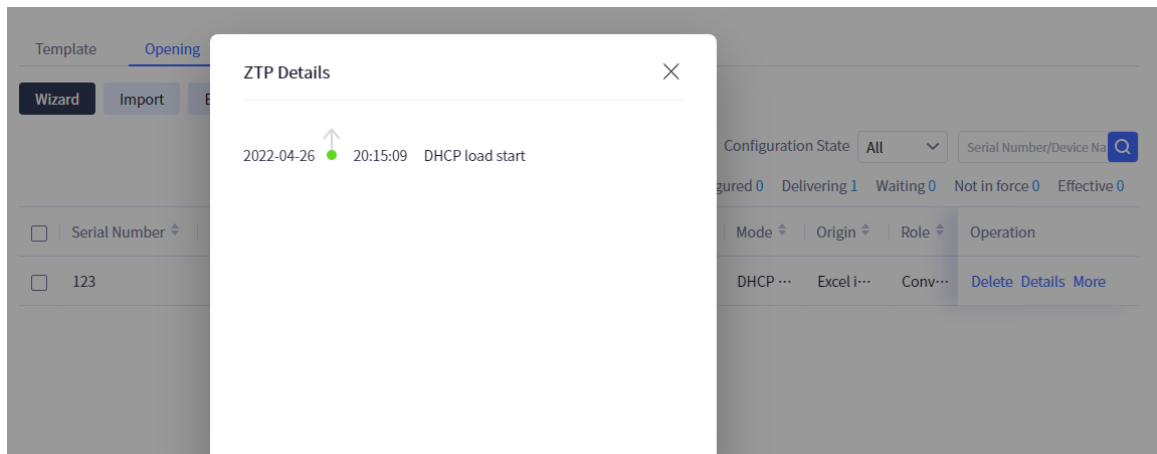 Template Opening
ZTP Details
Wizard Import
2022-04-26 20:15:09 DHCP load start
Configuration State All Serial Number/Device Na
gured 0 Delivering 1 Waiting 0 Not in force 0 Effective 0
Serial Number Mode Origin Role Operation
123 DHCP ··· Excel i··· Conv··· Delete Details More